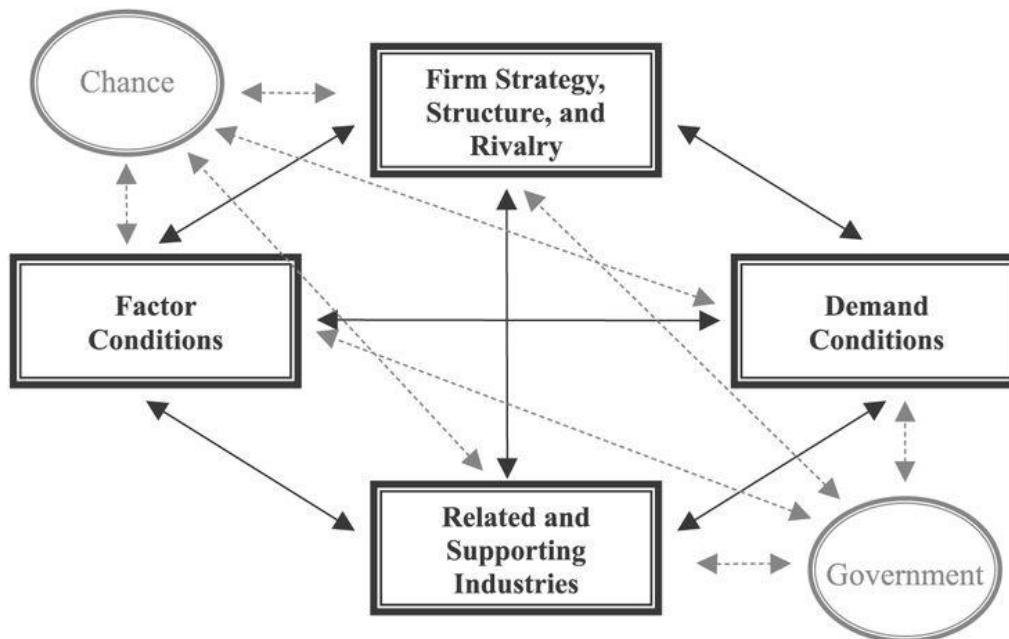 Chance
Firm Strategy,
Structure, and
Rivalry
Factor
Conditions
Demand
Conditions
Related and
Supporting
Industries
Government